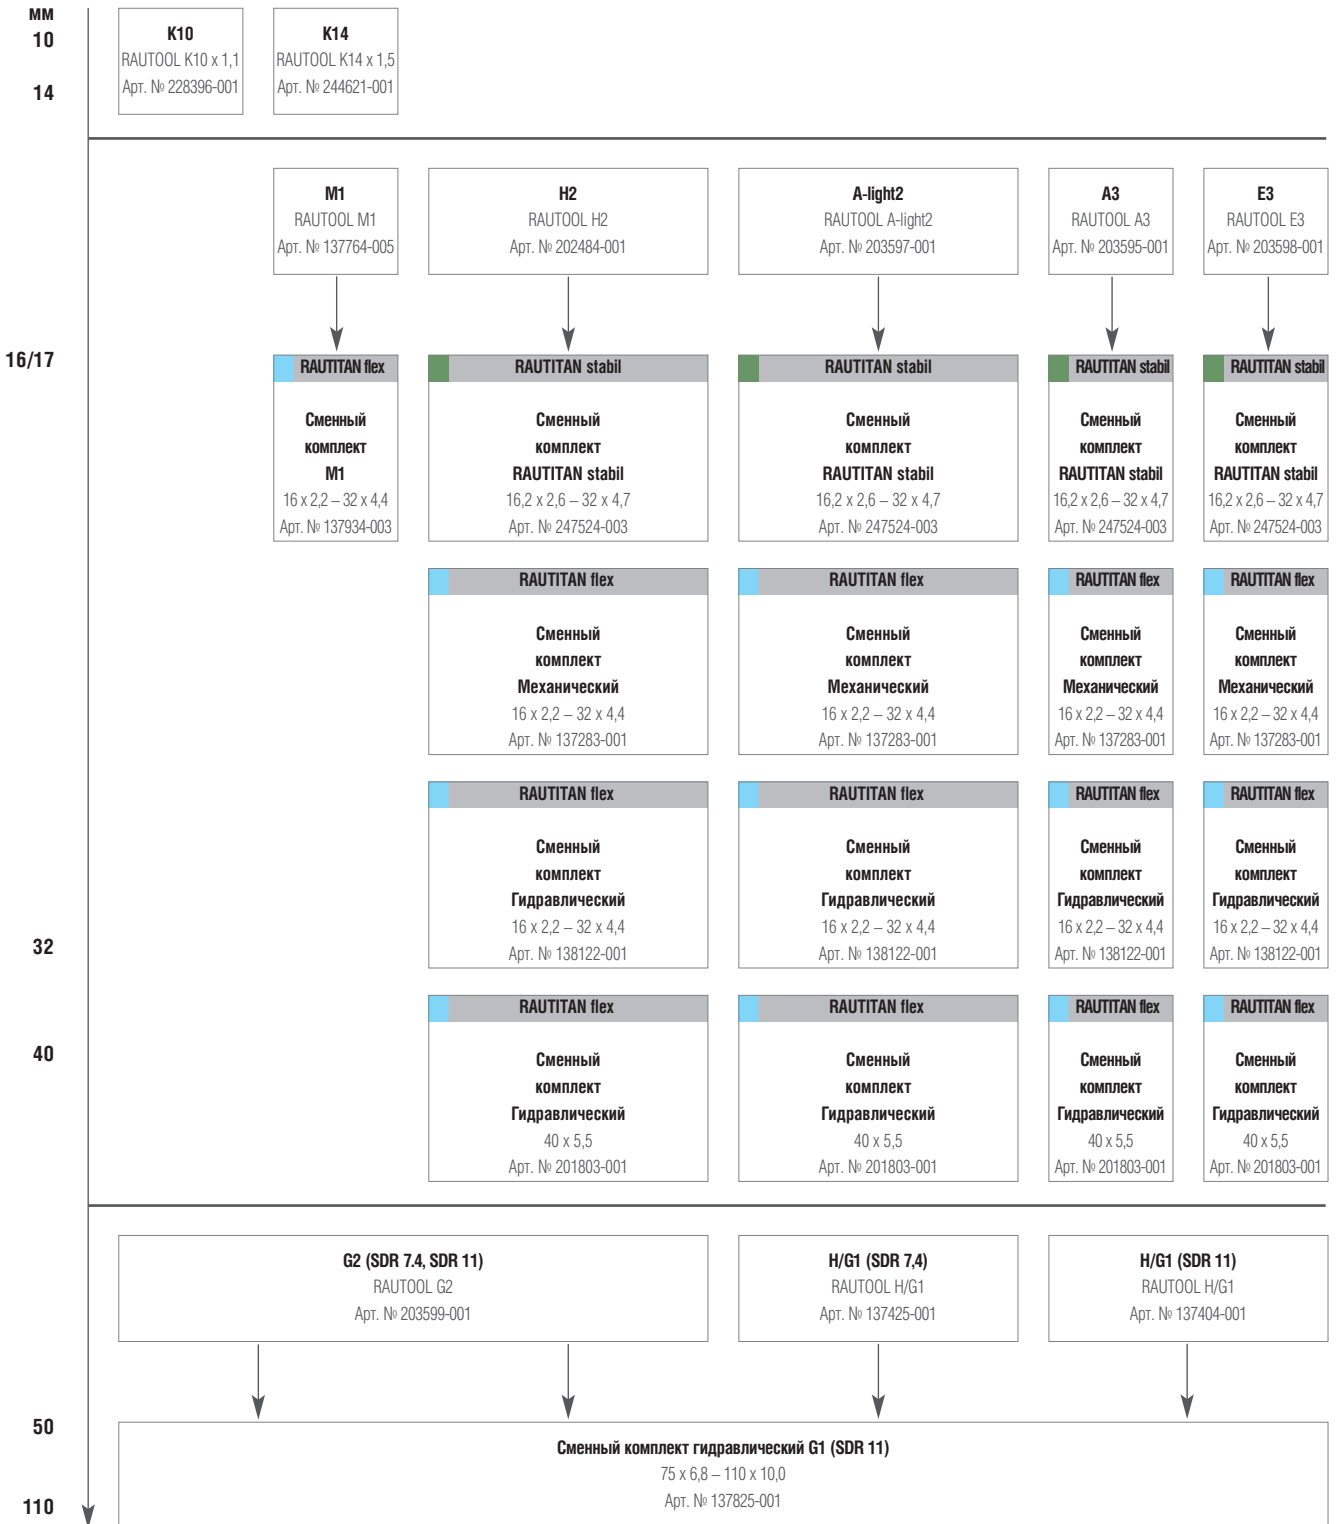 мм
10
14
K10
RAUTOOL K10 x 1,1
Арт. № 228396-001
K14
RAUTOOL K14 x 1,5
Арт. № 244621-001
M1
RAUTOOL M1
Арт. № 137764-005
H2
RAUTOOL H2
Арт. № 202484-001
A-light2
RAUTOOL A-light2
Арт. № 203597-001
A3
RAUTOOL A3
Арт. № 203595-001
E3
RAUTOOL E3
Арт. № 203598-001
16/17
RAUTITAN flex
Сменный
комплект
M1
16 x 2,2 – 32 x 4,4
Арт. № 137934-003
RAUTITAN stabil
Сменный
комплект
RAUTITAN stabil
16,2 x 2,6 – 32 x 4,7
Арт. № 247524-003
RAUTITAN stabil
Сменный
комплект
RAUTITAN stabil
16,2 x 2,6 – 32 x 4,7
Арт. № 247524-003
RAUTITAN stabil
Сменный
комплект
RAUTITAN stabil
16,2 x 2,6 – 32 x 4,7
Арт. № 247524-003
RAUTITAN stabil
Сменный
комплект
RAUTITAN stabil
16,2 x 2,6 – 32 x 4,7
Арт. № 247524-003
RAUTITAN flex
Сменный
комплект
Механический
16 x 2,2 – 32 x 4,4
Арт. № 137283-001
RAUTITAN flex
Сменный
комплект
Механический
16 x 2,2 – 32 x 4,4
Арт. № 137283-001
RAUTITAN flex
Сменный
комплект
Механический
16 x 2,2 – 32 x 4,4
Арт. № 137283-001
RAUTITAN flex
Сменный
комплект
Механический
16 x 2,2 – 32 x 4,4
Арт. № 137283-001
32
RAUTITAN flex
Сменный
комплект
Гидравлический
16 x 2,2 – 32 x 4,4
Арт. № 138122-001
RAUTITAN flex
Сменный
комплект
Гидравлический
16 x 2,2 – 32 x 4,4
Арт. № 138122-001
RAUTITAN flex
Сменный
комплект
Гидравлический
16 x 2,2 – 32 x 4,4
Арт. № 138122-001
RAUTITAN flex
Сменный
комплект
Гидравлический
16 x 2,2 – 32 x 4,4
Арт. № 138122-001
40
RAUTITAN flex
Сменный
комплект
Гидравлический
40 x 5,5
Арт. № 201803-001
RAUTITAN flex
Сменный
комплект
Гидравлический
40 x 5,5
Арт. № 201803-001
RAUTITAN flex
Сменный
комплект
Гидравлический
40 x 5,5
Арт. № 201803-001
RAUTITAN flex
Сменный
комплект
Гидравлический
40 x 5,5
Арт. № 201803-001
G2 (SDR 7.4, SDR 11)
RAUTOOL G2
Арт. № 203599-001
H/G1 (SDR 7,4)
RAUTOOL H/G1
Арт. № 137425-001
H/G1 (SDR 11)
RAUTOOL H/G1
Арт. № 137404-001
50
110
Сменный комплект гидравлический G1 (SDR 11)
75 x 6,8 – 110 x 10,0
Арт. № 137825-001